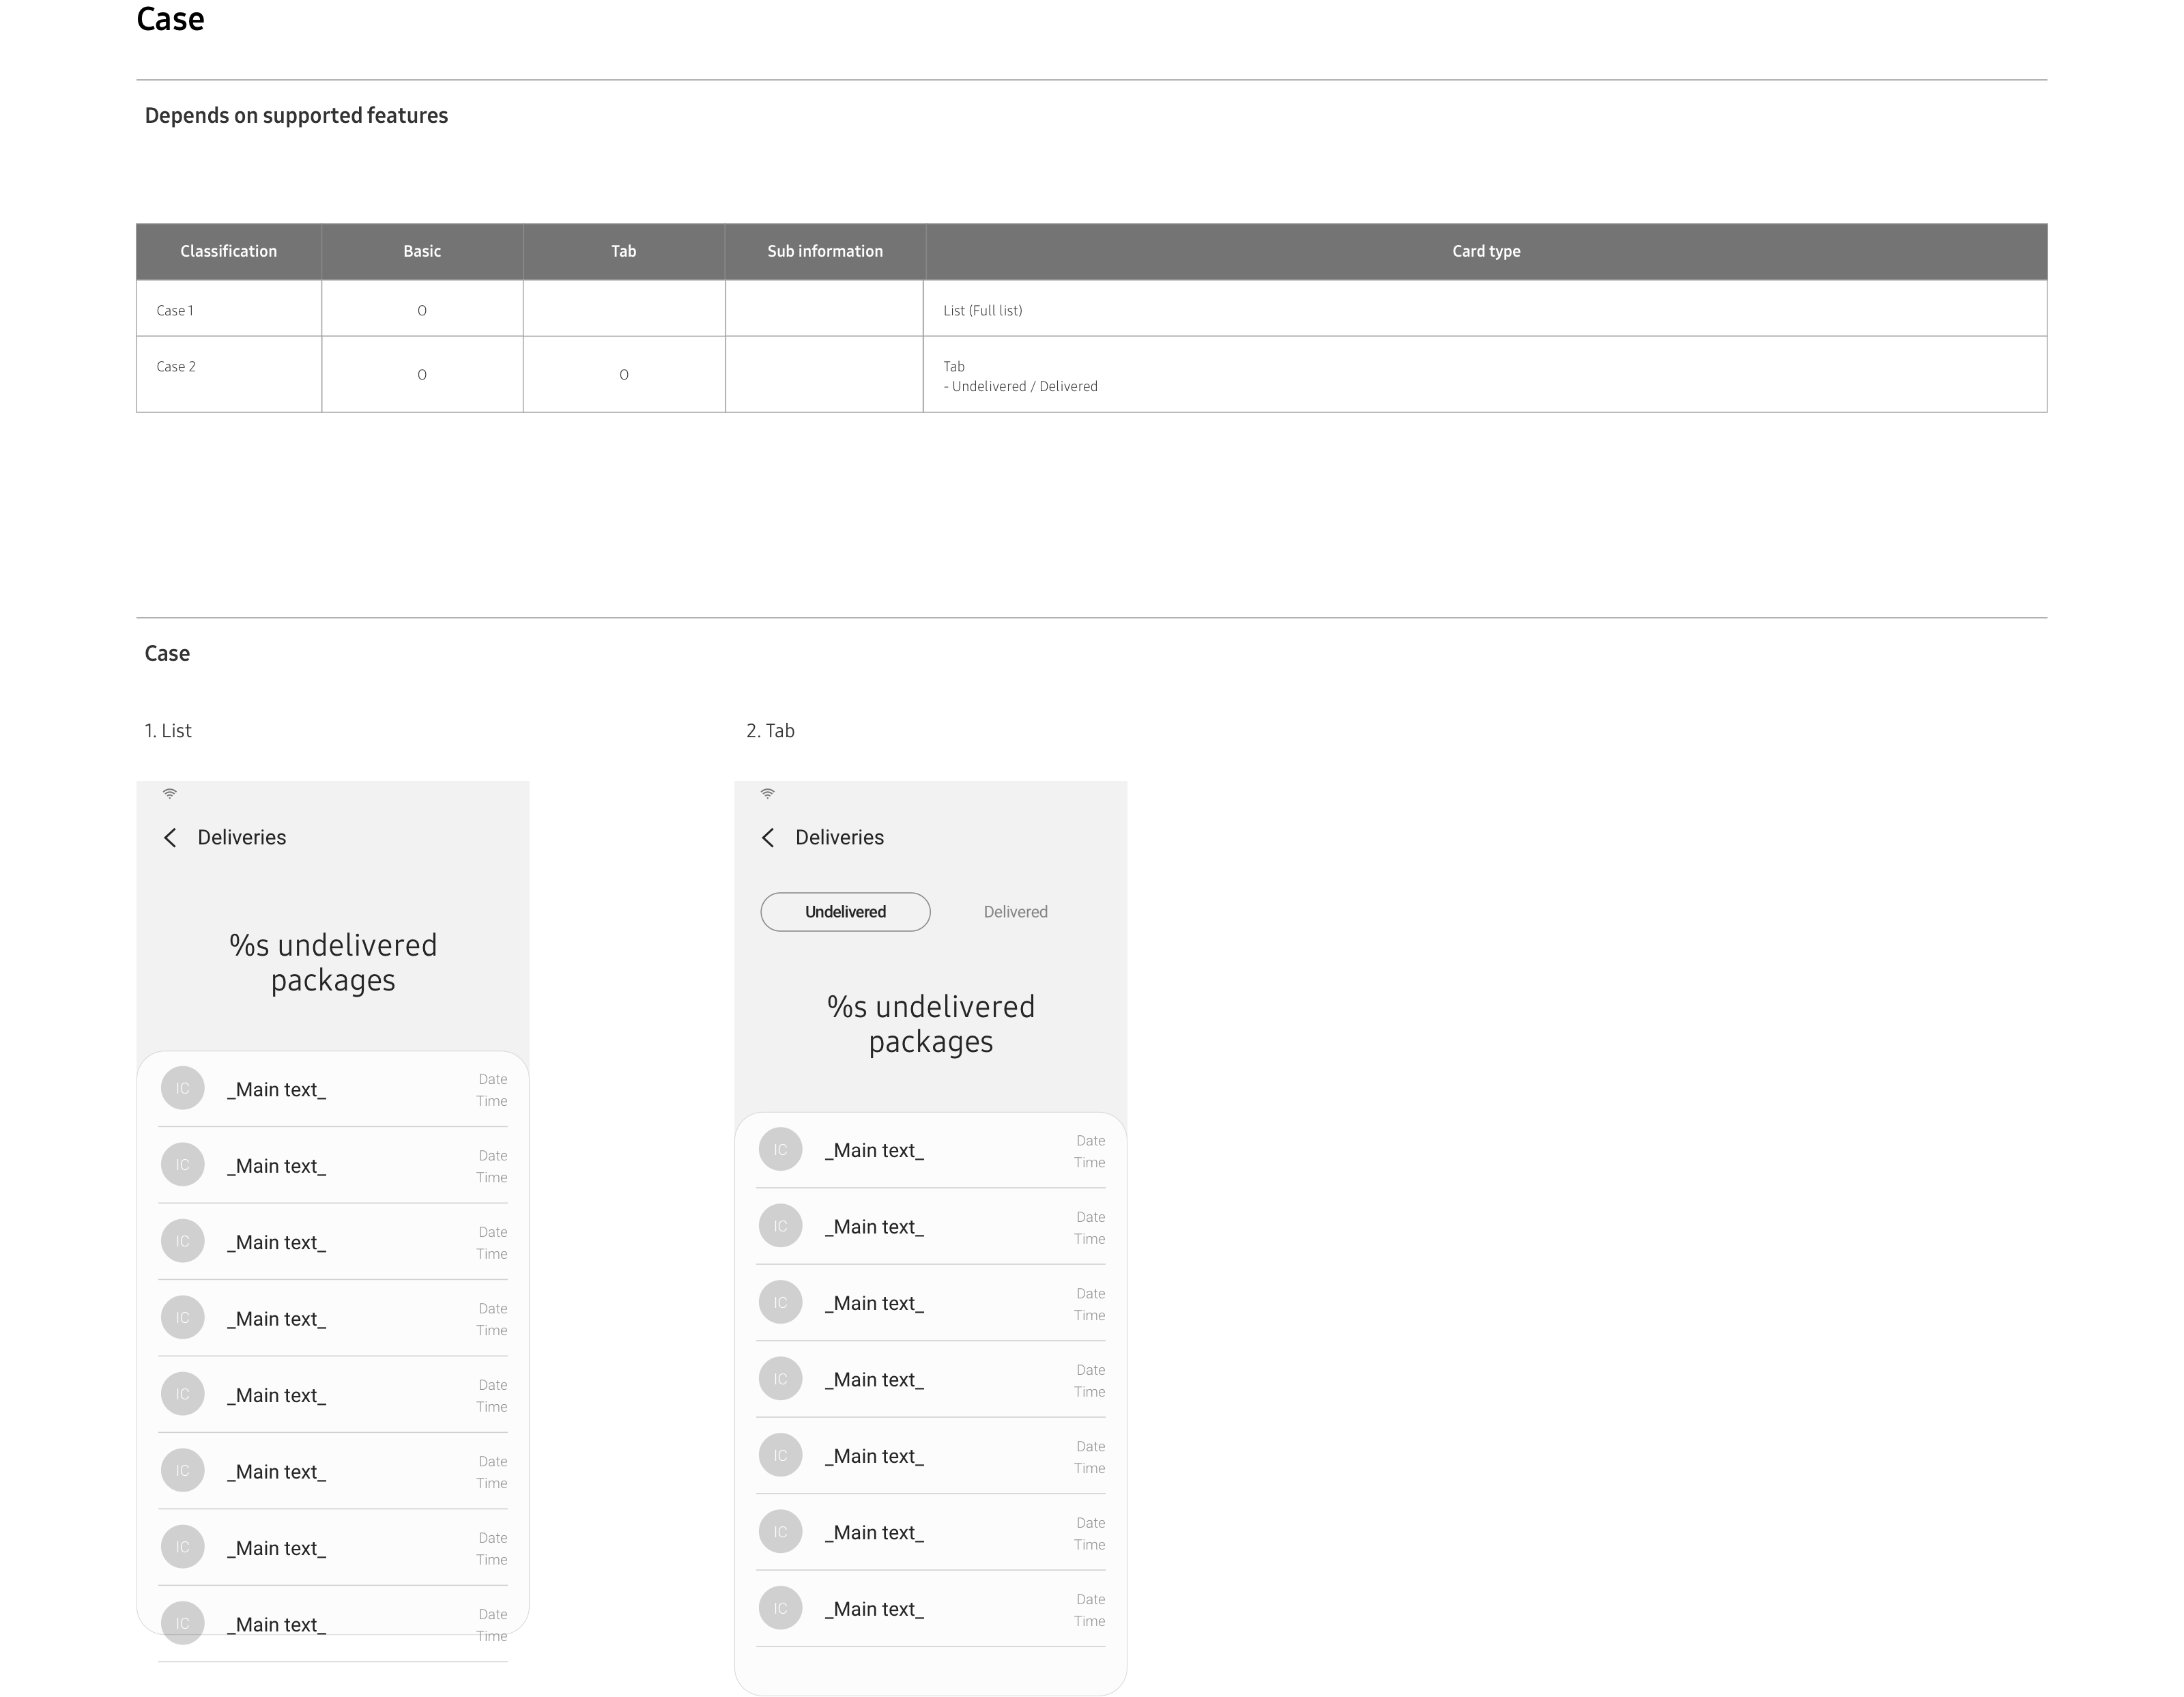 Case
Depends on supported features
Classification Basic Tab Sub information Card type
Case 1 O List (Full list)
Case 2 O O Tab
- Undelivered / Delivered
Case
1. List
Deliveries
%s undelivered
packages
IC _Main text_ Date
Time
IC _Main text_ Date
Time
IC _Main text_ Date
Time
IC _Main text_ Date
Time
IC _Main text_ Date
Time
IC _Main text_ Date
Time
IC _Main text_ Date
Time
IC _Main text_ Date
Time
2. Tab
Deliveries
Undelivered Delivered
%s undelivered
packages
IC _Main text_ Date
Time
IC _Main text_ Date
Time
IC _Main text_ Date
Time
IC _Main text_ Date
Time
IC _Main text_ Date
Time
IC _Main text_ Date
Time
IC _Main text_ Date
Time